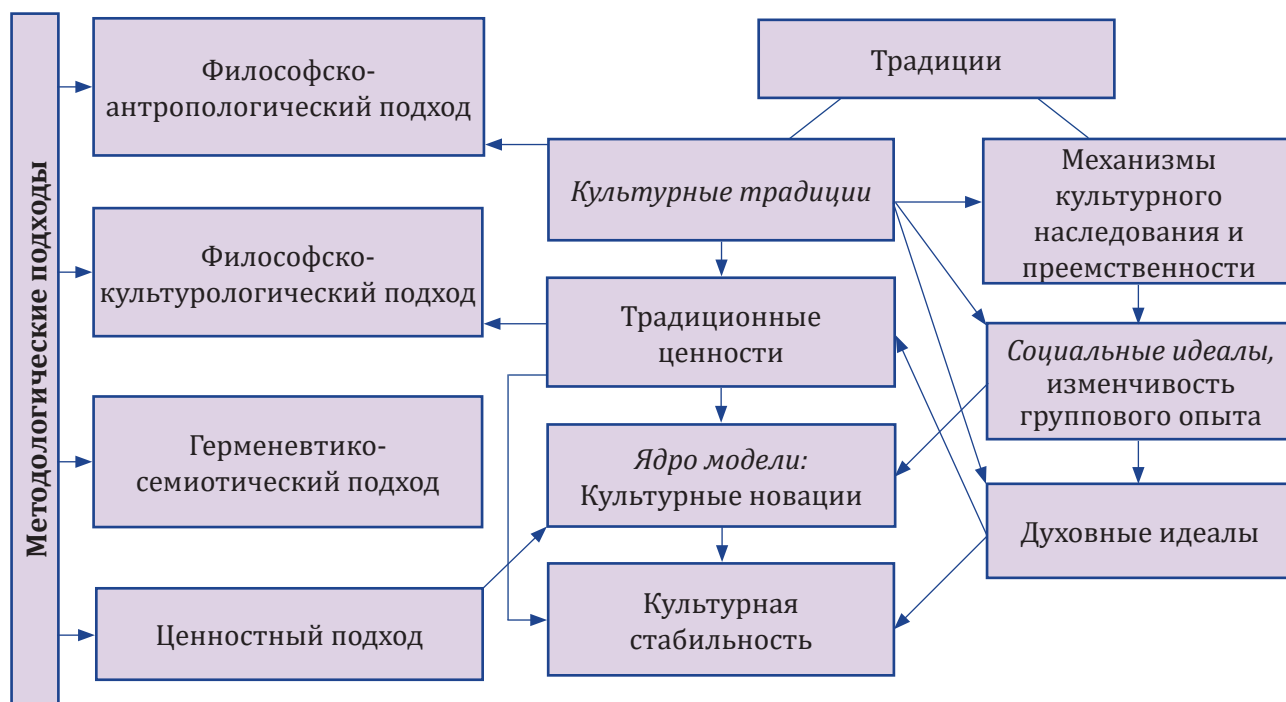 Методологические подходы
Философско-
антропологический подход
Философско-
культурологический подход
Герменевтико-
семиотический подход
Ценностный подход
Традиции
Культурные традиции
Традиционные
ценности
Ядро модели:
Культурные новации
Культурная
стабильность
Механизмы
культурного
наследования и
преемственности
Социальные идеалы,
изменчивость
группового опыта
Духовные идеалы